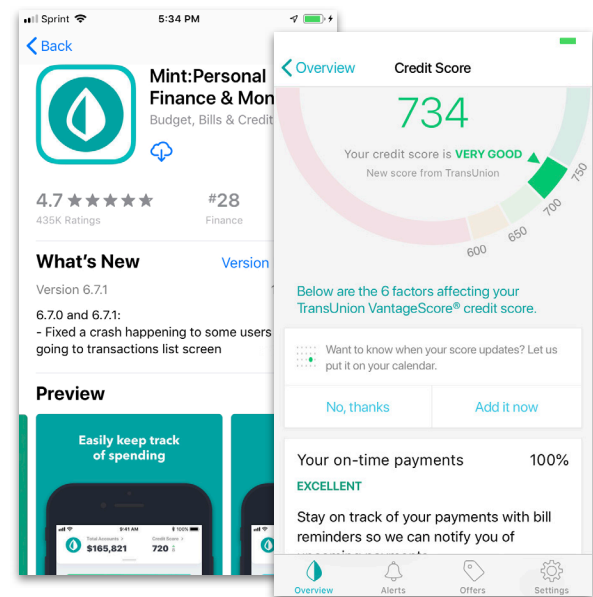 Sprint
5:34 PM
Back
Mint:Personal
Finance & Mon
Budget, Bills & Credit
4.7
#28
435K Ratings
Finance
What's New
Version
Version 6.7.1
6.7.0 and 6.7.1:
- Fixed a crash happening to some users
going to transactions list screen
Preview
Easily keep track
of spending
9:41 AM
100%
Total Accounts >
Credit Score >
$165,821
720
Overview
Credit Score
734
Your credit score is VERY GOOD
New score from TransUnion
750
700
650
600
Below are the 6 factors affecting your
TransUnion VantageScore® credit score.
Want to know when your score updates? Let us
put it on your calendar.
No, thanks
Add it now
Your on-time payments
100%
EXCELLENT
Stay on track of your payments with bill
reminders so we can notify you of
Overview
Alerts
Offers
Settings